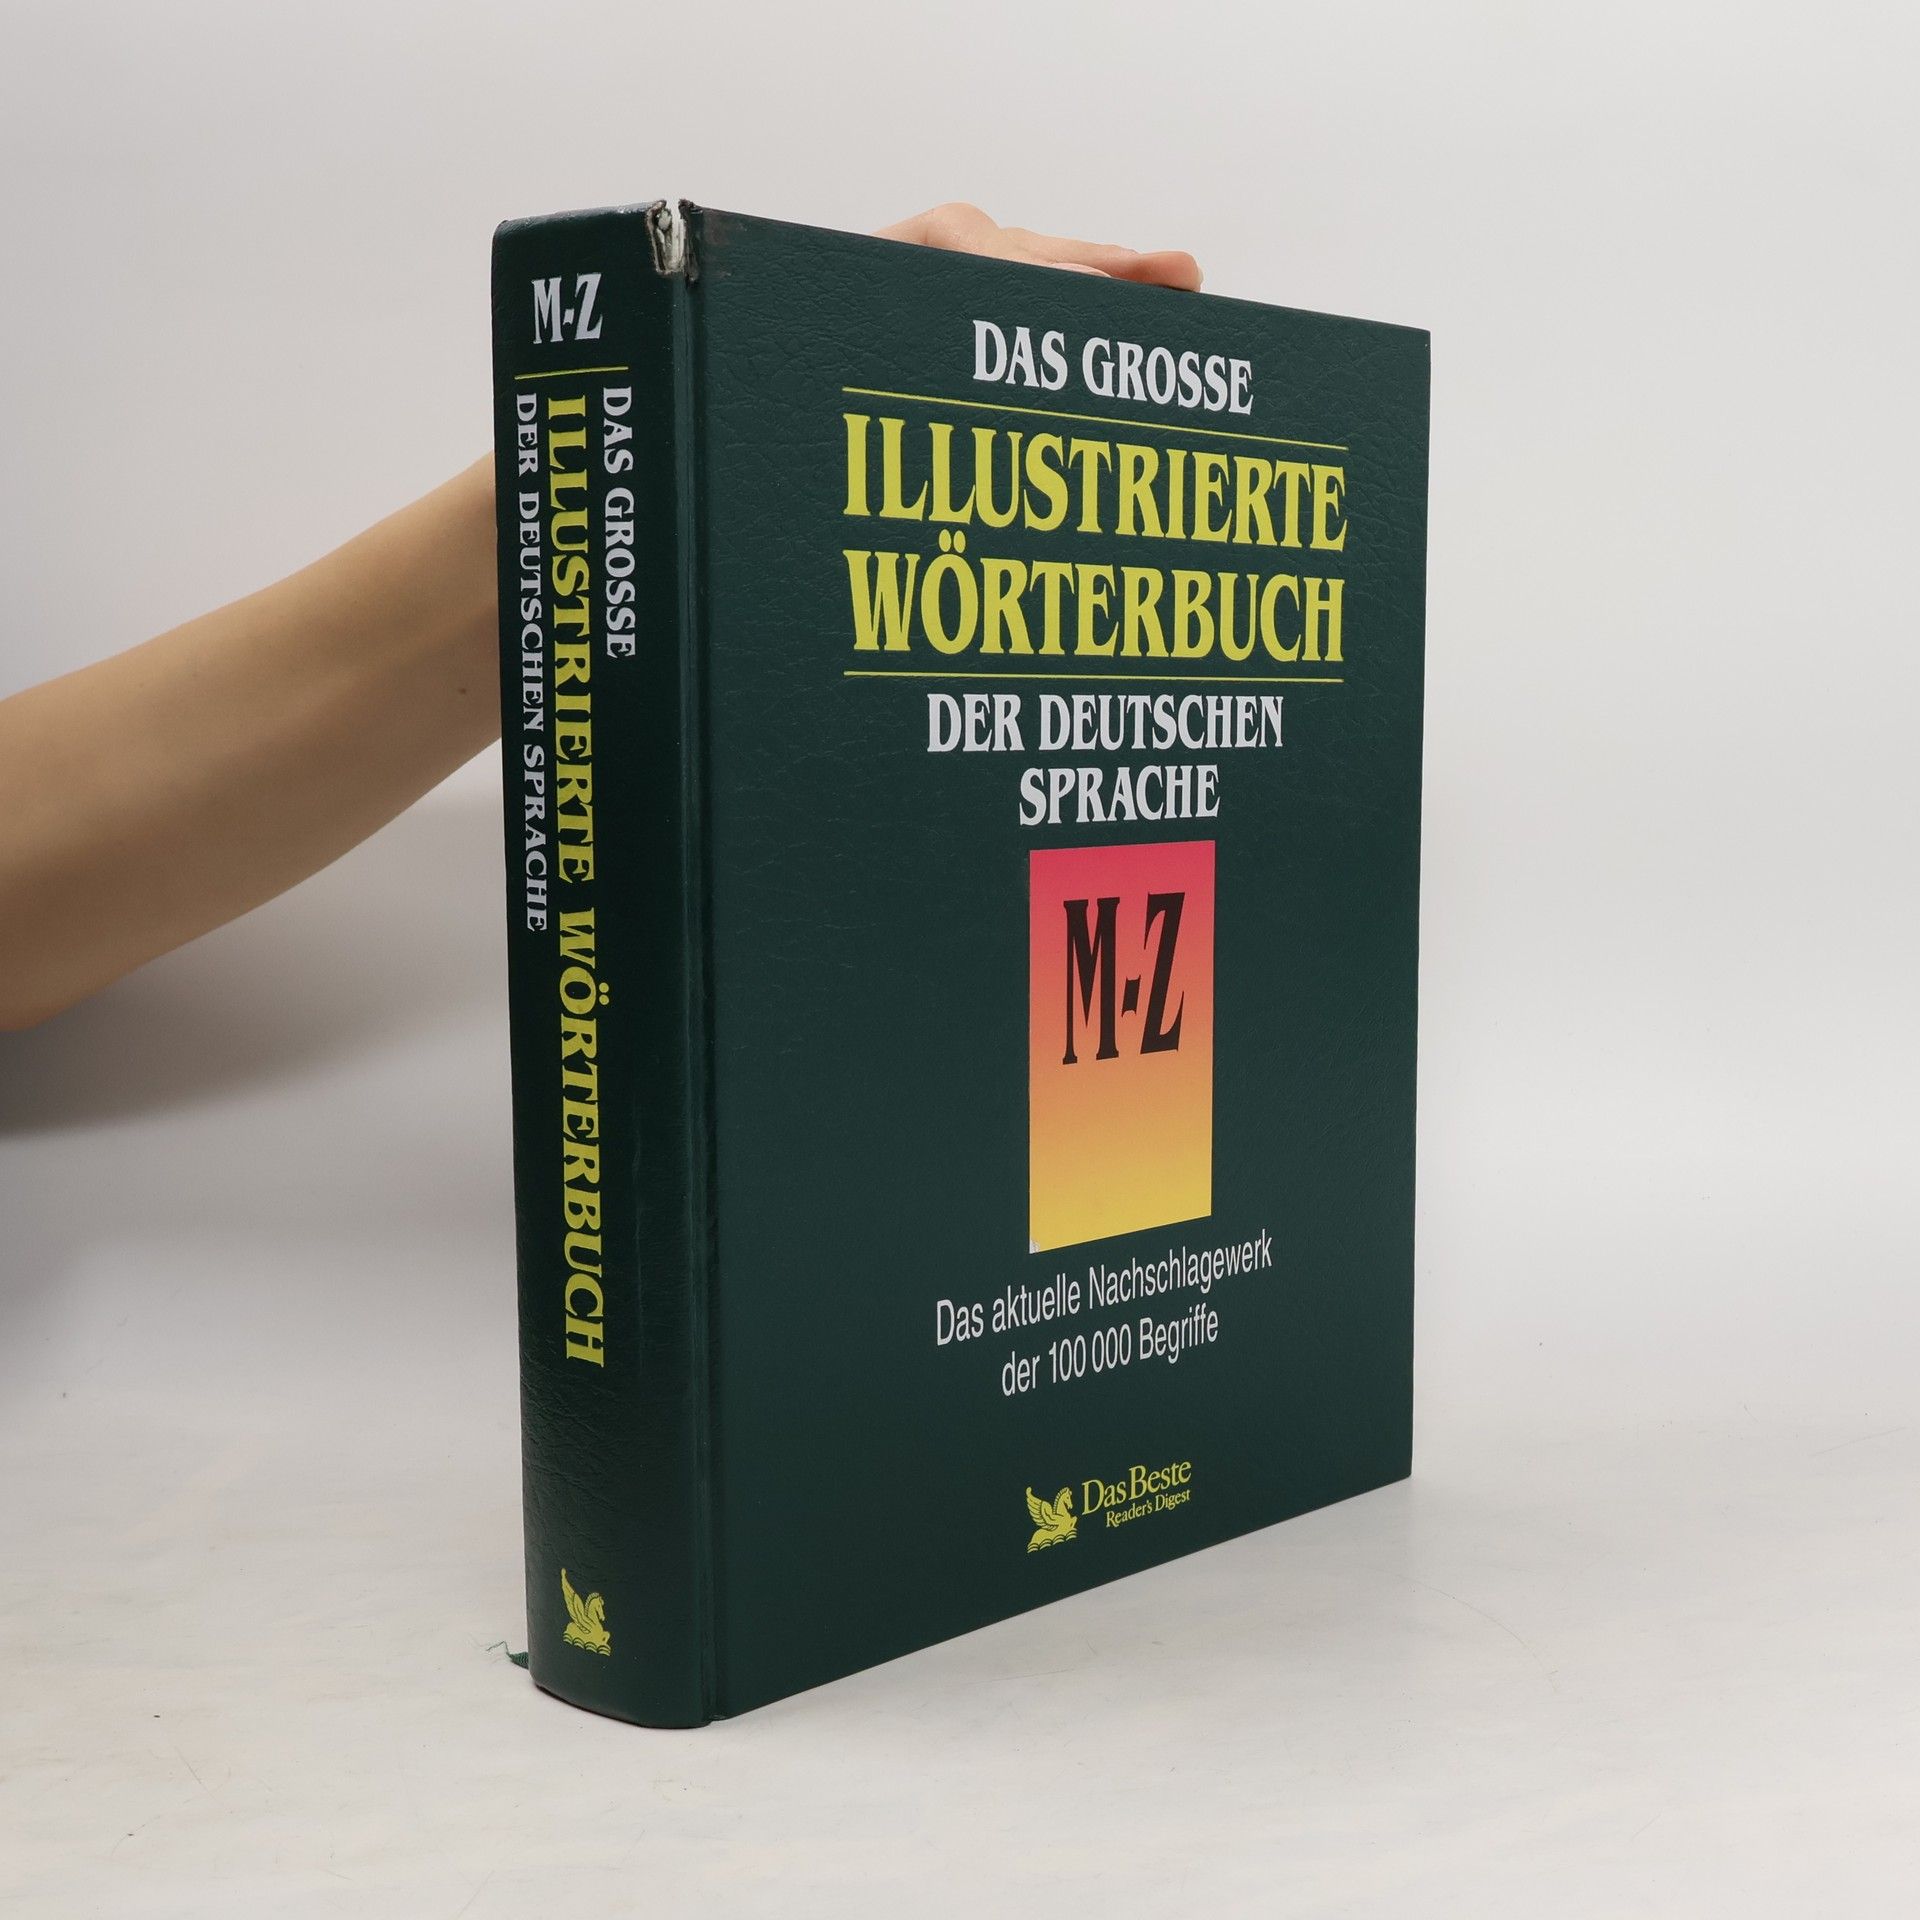 M-Z
DAS GROSSE
ILLUSTRIERTE WÖRTERBUCH
DER DEUTSCHEN SPRACHE
DAS GROSSE
ILLUSTRIERTE
WÖRTERBUCH
DER DEUTSCHEN
SPRACHE
M-Z
Das aktuelle Nachschlagewerk
der 100 000 Begriffe
Das Beste
Reader's Digest